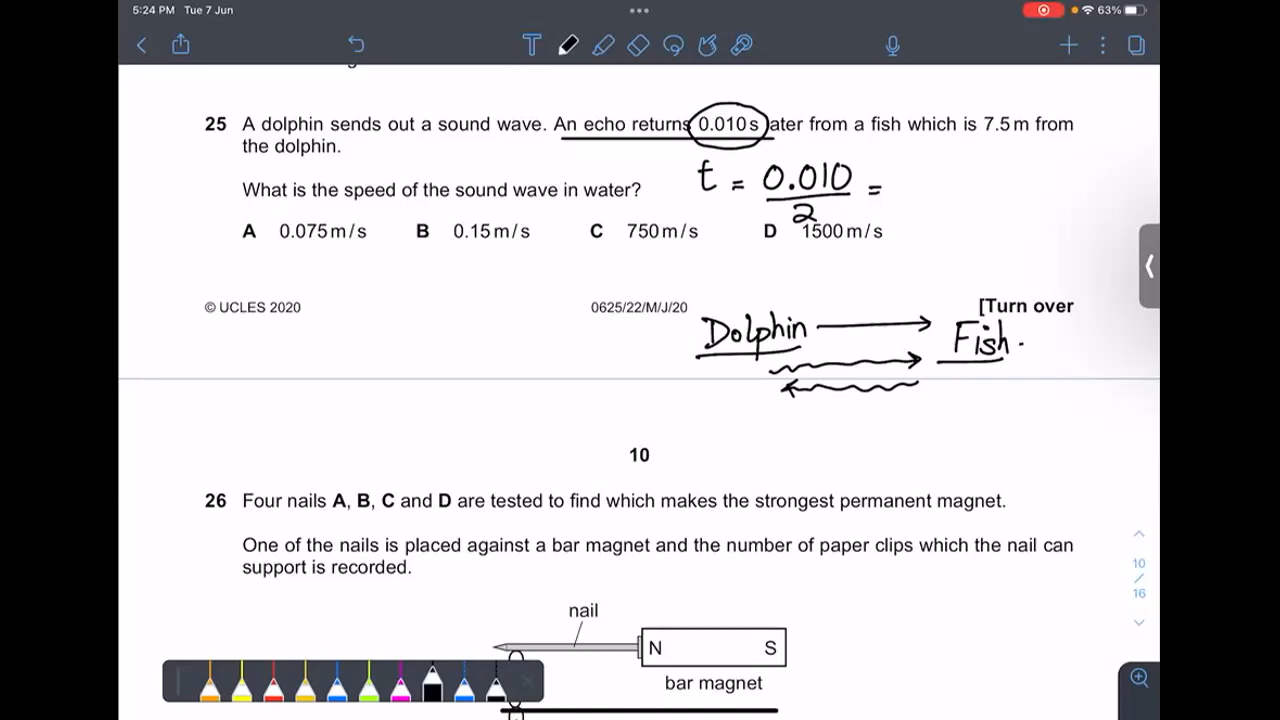 5:24 PM Tue 7 Jun
63%
25 A dolphin sends out a sound wave. An echo returns 0.010 s later from a fish which is 7.5 m from
the dolphin.
t = 0.010 =
2
What is the speed of the sound wave in water?
A 0.075 m / s B 0.15 m / s C 750 m / s D 1500 m / s
© UCLES 2020 0625/22/M/J/20 [Turn over
Dolphin Fish.
10
26 Four nails A, B, C and D are tested to find which makes the strongest permanent magnet.
10
/
16
One of the nails is placed against a bar magnet and the number of paper clips which the nail can
support is recorded.
nail
N S
bar magnet